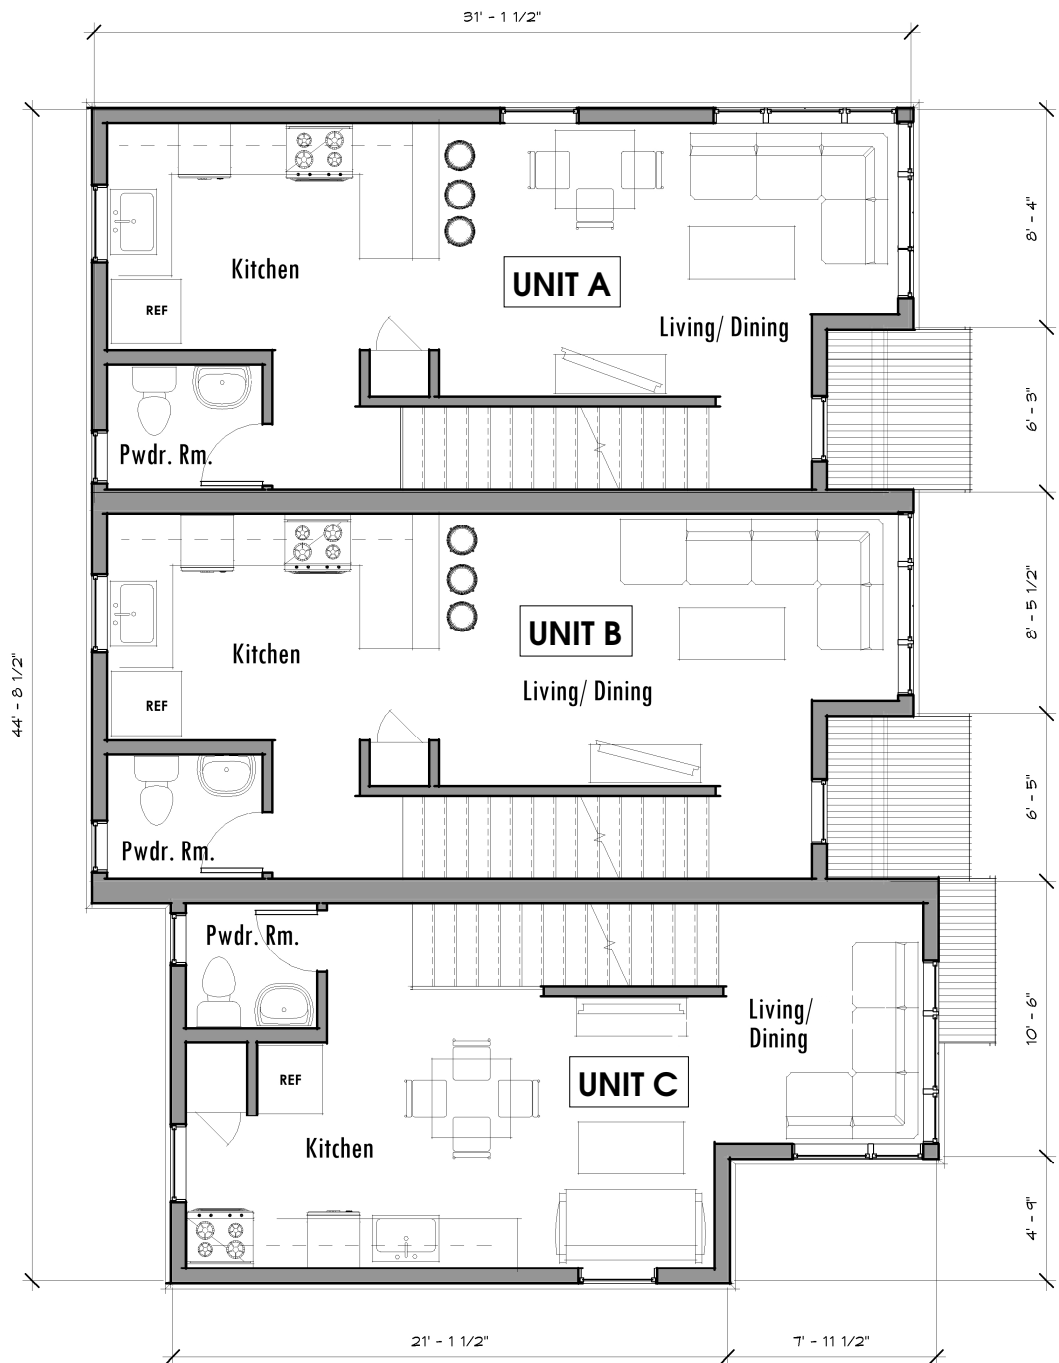 31' - 1 1/2"
8' - 4"
Kitchen
UNIT A
REF
Living/ Dining
6' - 3"
Pwdr. Rm.
8' - 5 1/2"
UNIT B
Kitchen
44' - 8 1/2"
Living/ Dining
REF
6' - 5"
Pwdr. Rm.
Pwdr. Rm.
Living/
Dining
10' - 6"
REF
UNIT C
Kitchen
4' - 9"
21' - 1 1/2"
7' - 11 1/2"